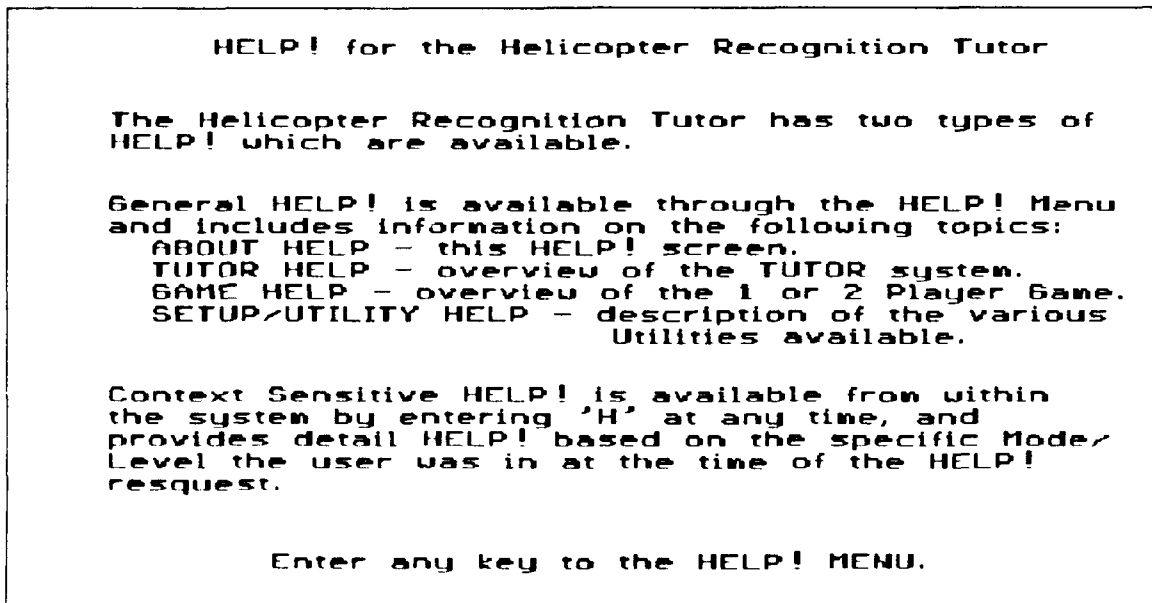 HELP! for the Helicopter Recognition Tutor
The Helicopter Recognition Tutor has two types of
HELP! which are available.
General HELP! is available through the HELP! Menu
and includes information on the following topics:
ABOUT HELP - this HELP! screen.
TUTOR HELP - overview of the TUTOR system.
GAME HELP - overview of the 1 or 2 Player Game.
SETUP/UTILITY HELP - description of the various
Utilities available.
Context Sensitive HELP! is available from within
the system by entering 'H' at any time, and
provides detail HELP! based on the specific Mode/
Level the user was in at the time of the HELP!
resquest.
Enter any key to the HELP! MENU.